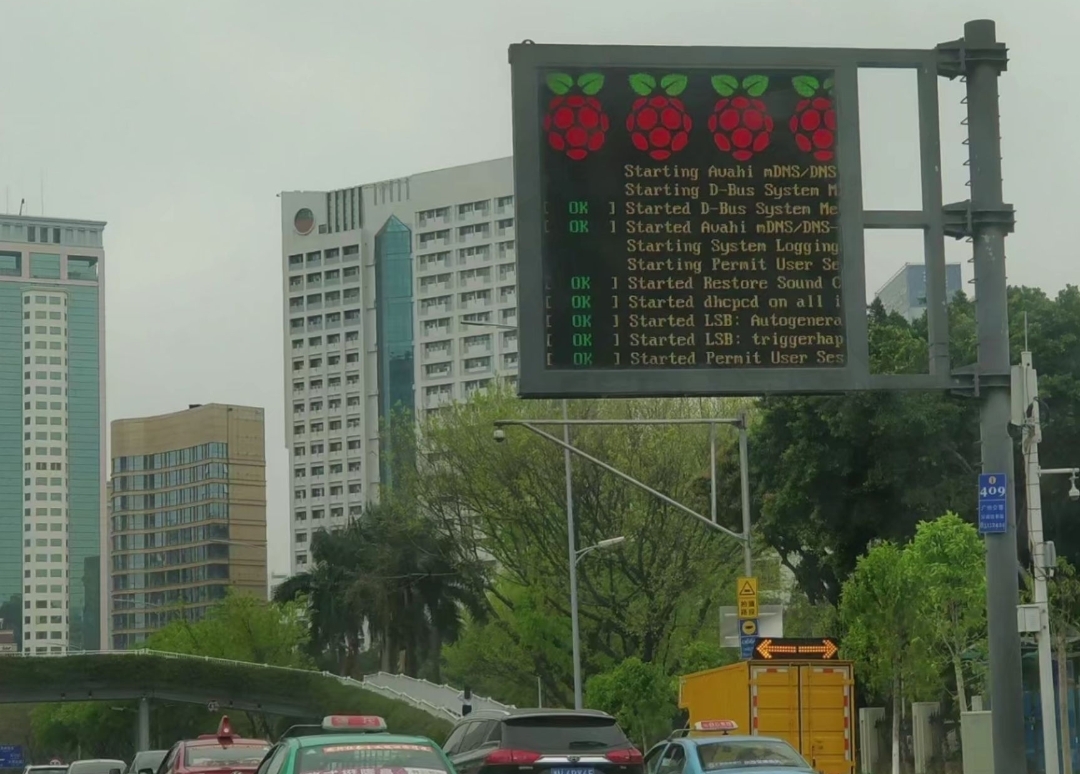 Starting Avahi mDNS/DNS
Starting D-Bus System M
[ OK ] Started D-Bus System Me
[ OK ] Started Avahi mDNS/DNS-
Starting System Logging
Starting Permit User Se
[ OK ] Started Restore Sound C
[ OK ] Started dhcpcd on all i
[ OK ] Started LSB: Autogenera
[ OK ] Started LSB: triggerhap
[ OK ] Started Permit User Ses
409